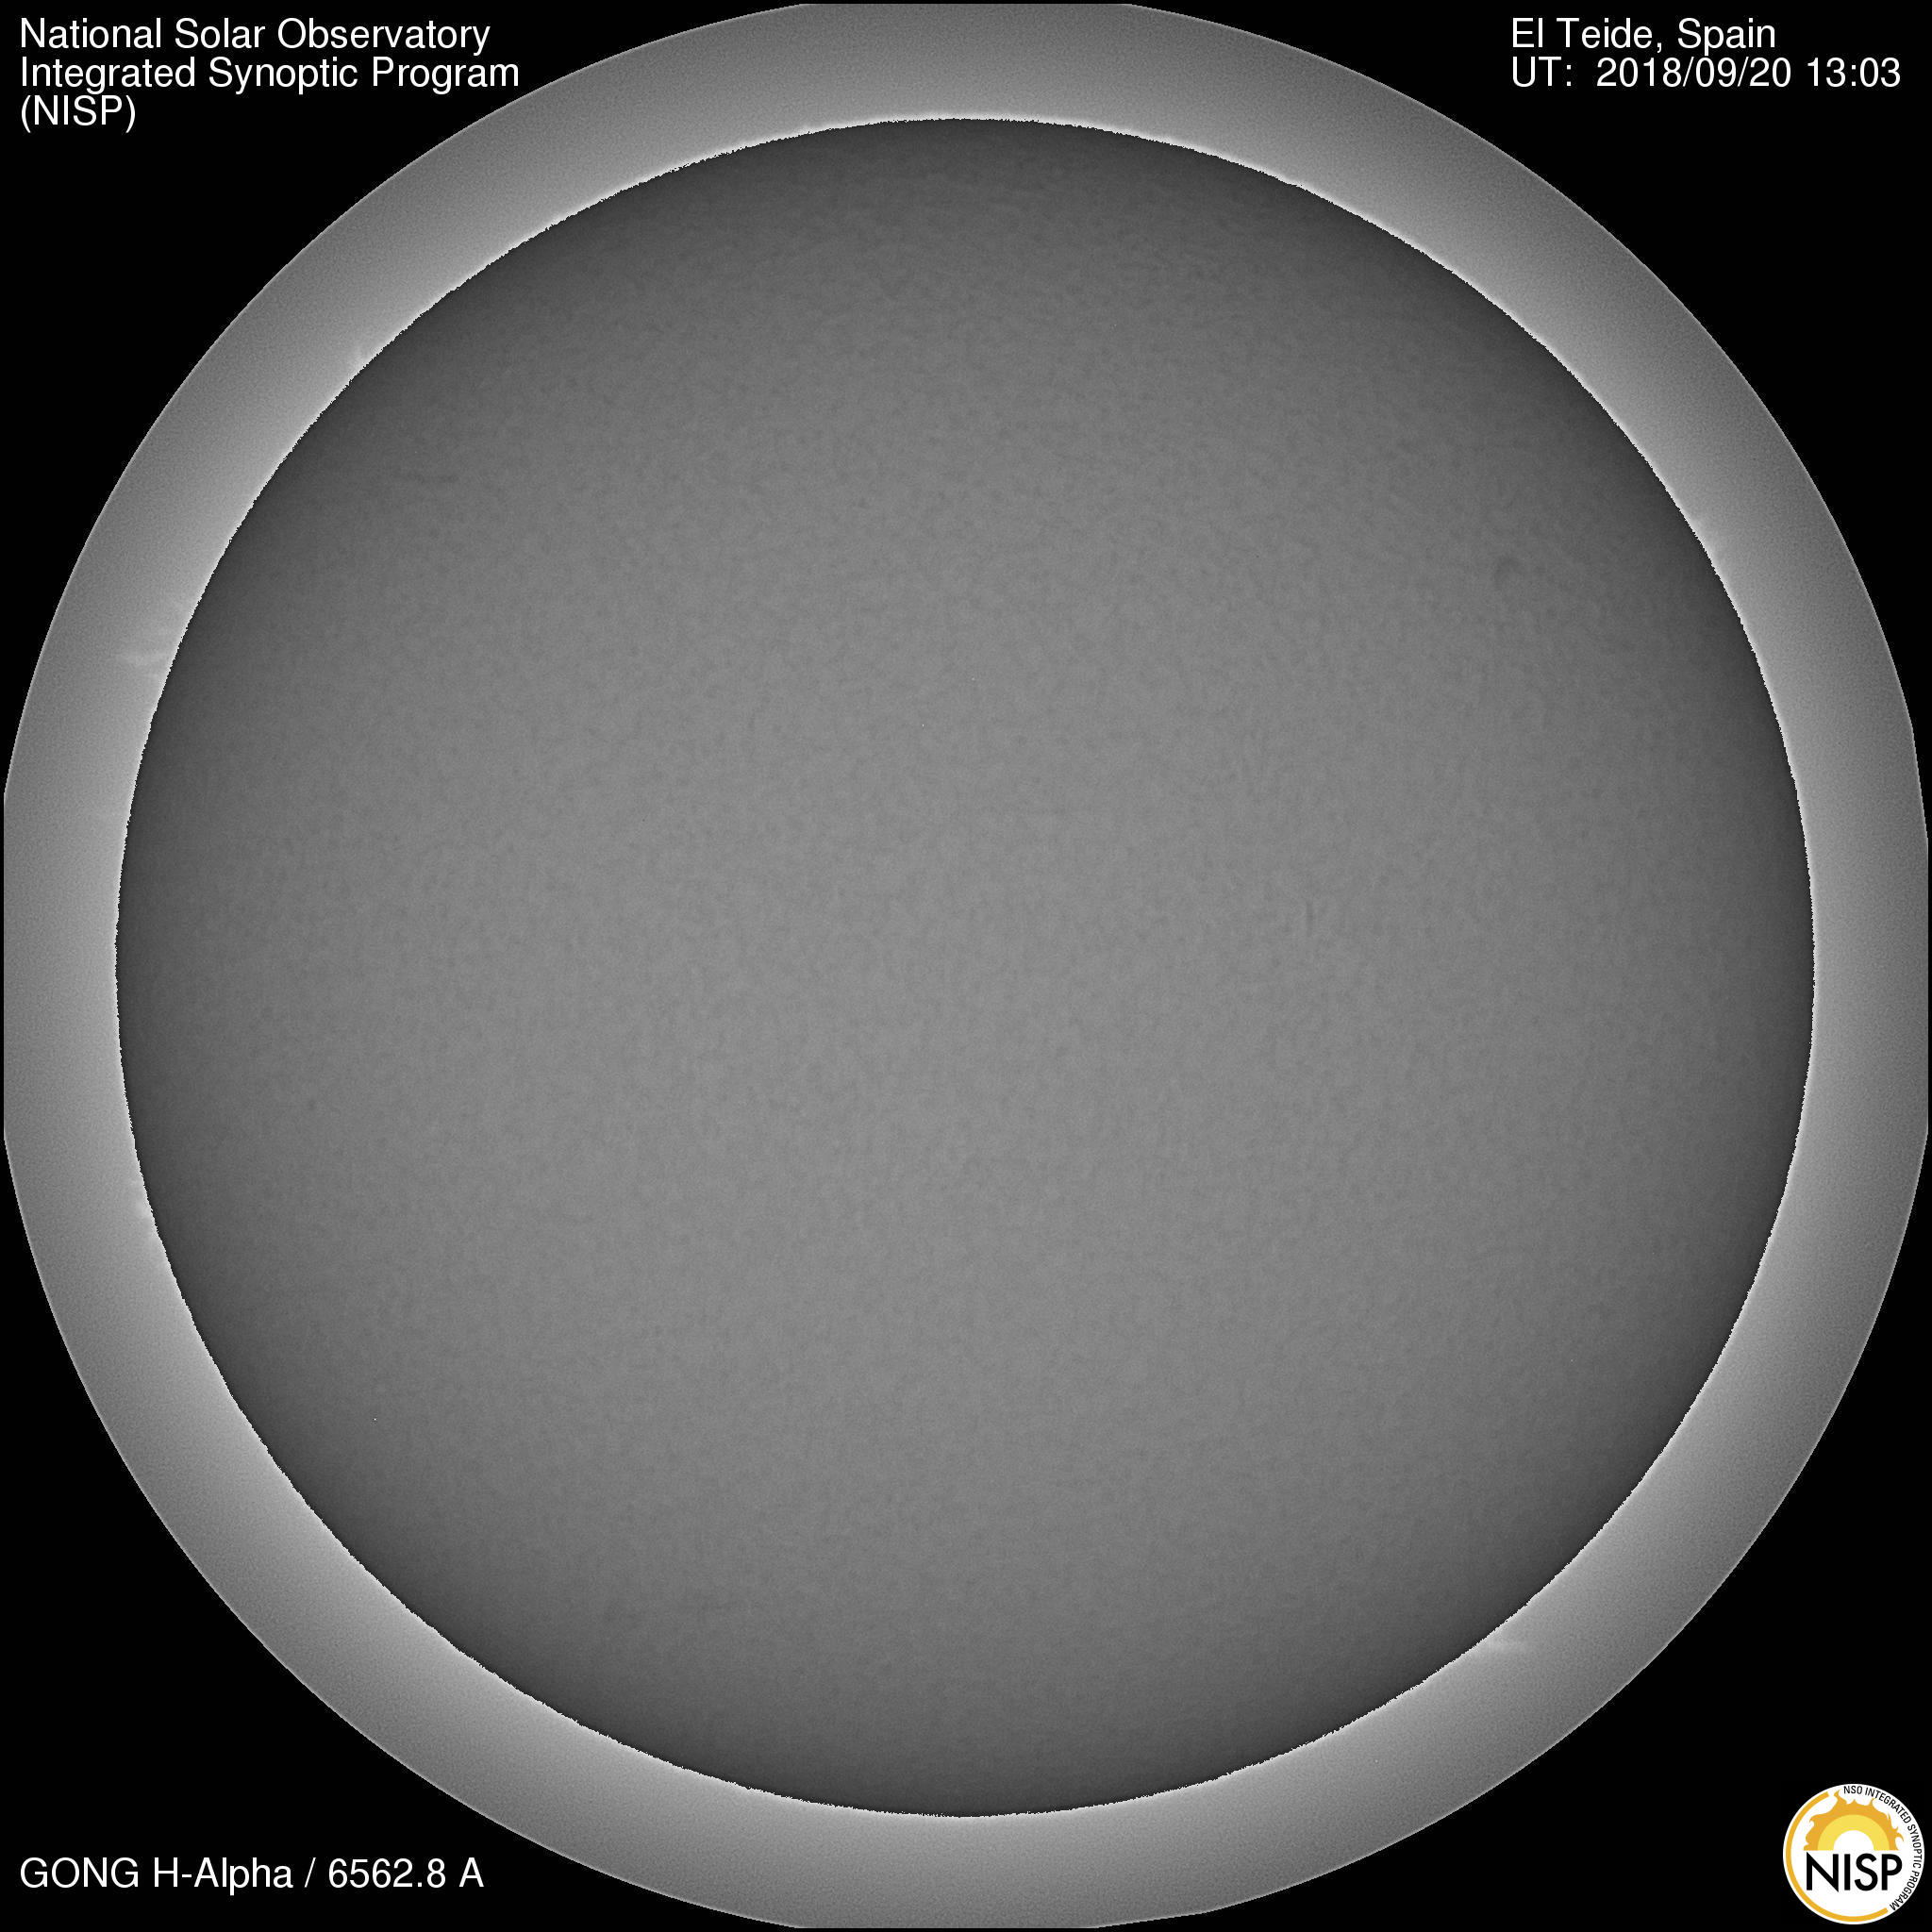 National Solar Observatory
Integrated Synoptic Program
(NISP)
El Teide, Spain
UT: 2018/09/20 13:03
GONG H-Alpha / 6562.8 A
NSO INTEGRATED SYNOPTIC PROGRAM
NISP